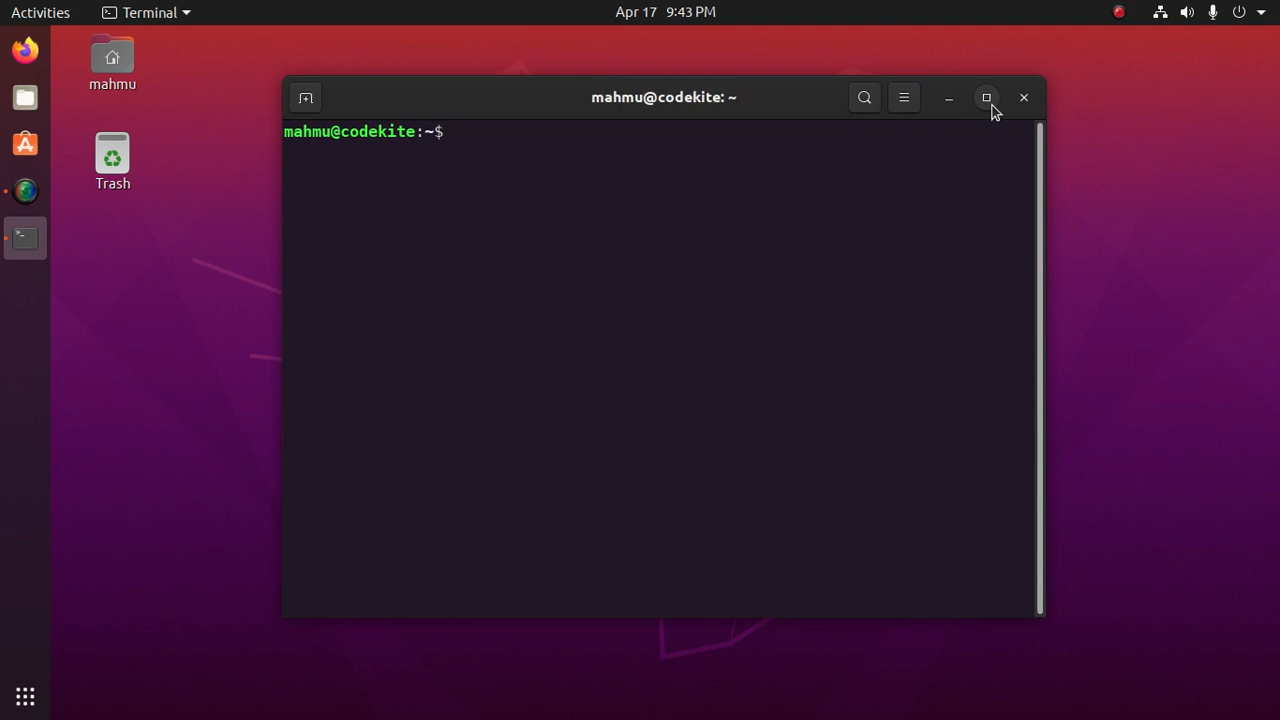 Activities
Terminal
Apr 17 9:43 PM
mahmu
Trash
mahmu@codekite: ~
mahmu@codekite:~$